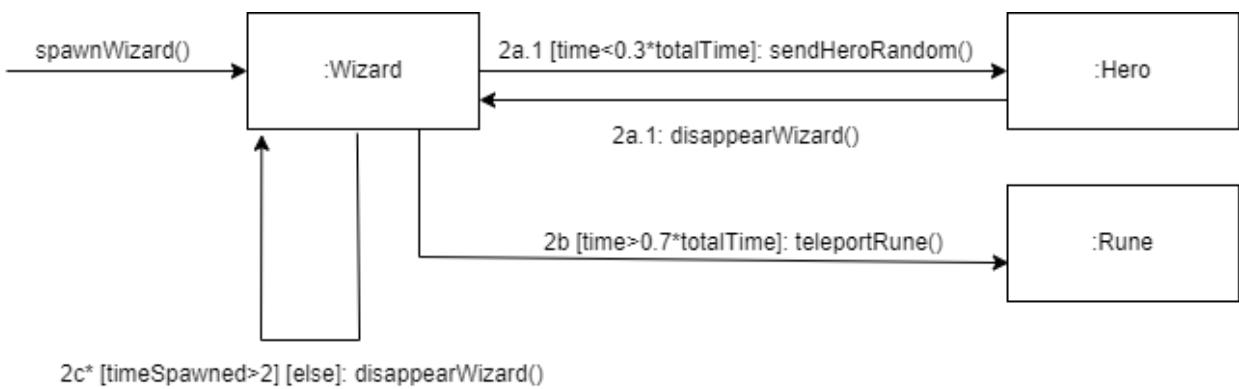 spawnWizard()
:Wizard
2a.1 [time<0.3*totalTime]: sendHeroRandom()
:Hero
2a.1: disappearWizard()
2b [time>0.7*totalTime]: teleportRune()
:Rune
2c* [timeSpawned>2] [else]: disappearWizard()